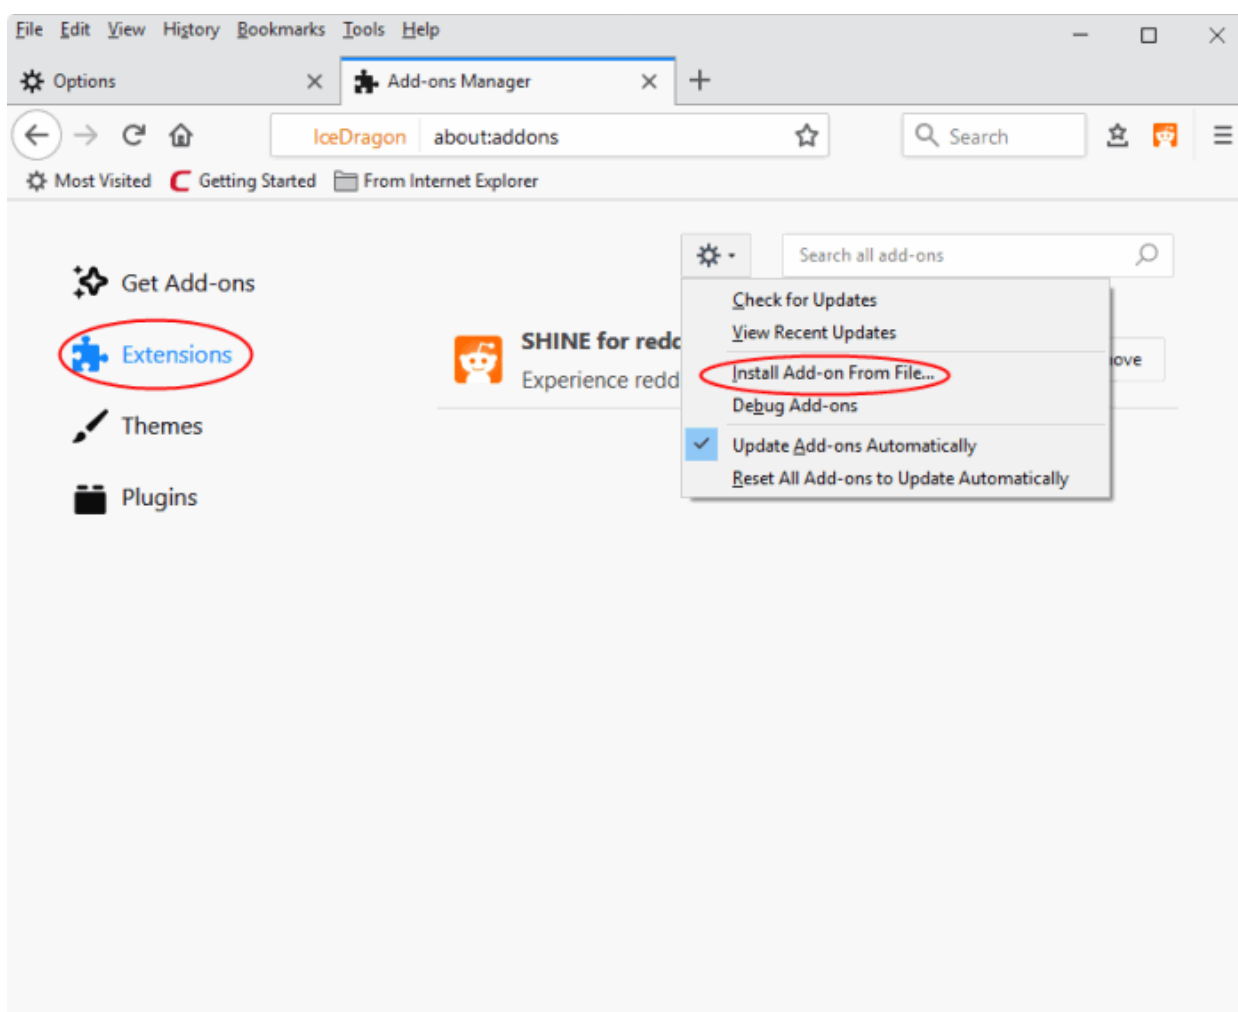 File Edit View History Bookmarks Tools Help
Options
Add-ons Manager
IceDragon about:addons
Search
Most Visited Getting Started From Internet Explorer
Search all add-ons
Get Add-ons
Extensions
Themes
Plugins
SHINE for redd
Experience redd
Check for Updates
View Recent Updates
Install Add-on From File...
Debug Add-ons
Update Add-ons Automatically
Reset All Add-ons to Update Automatically
ove